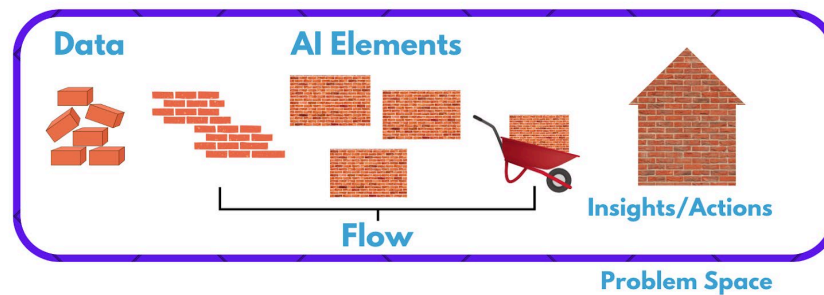 Data
AI Elements
Flow
Insights/Actions
Problem Space